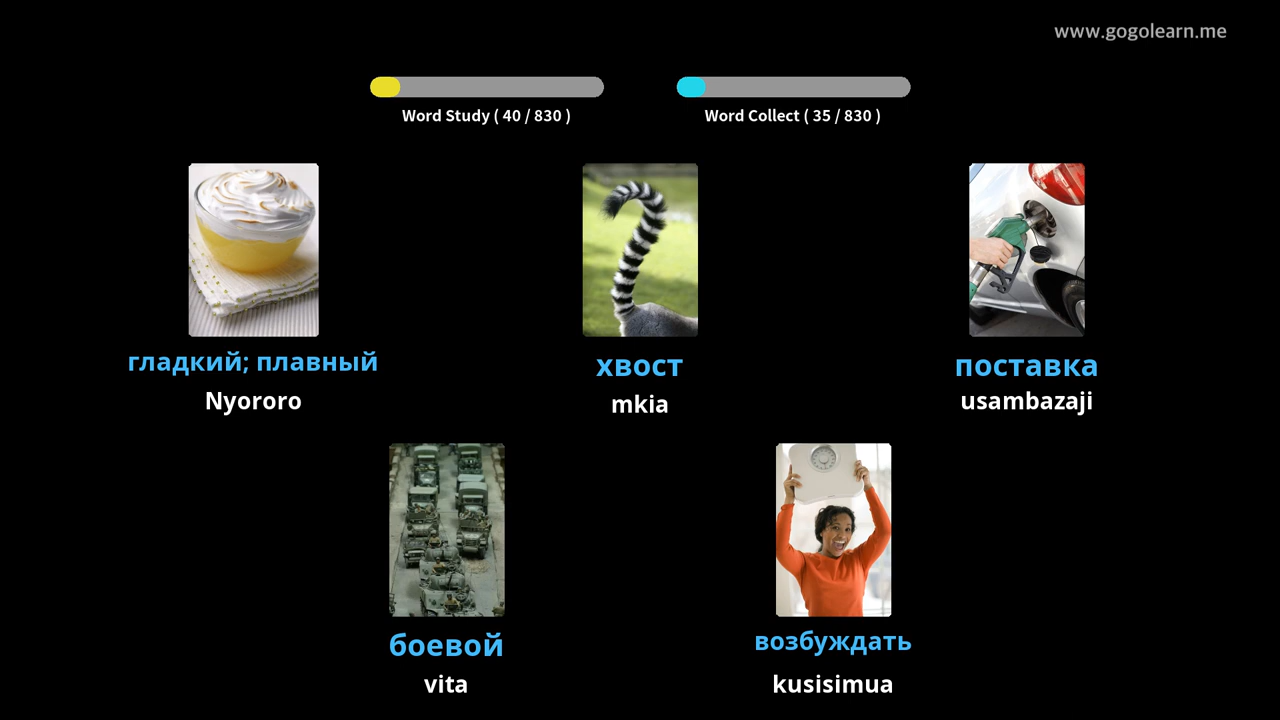 www.gogolearn.me
Word Study ( 40 / 830 )
Word Collect ( 35 / 830 )
гладкий; плавный
Nyororo
хвост
mkia
поставка
usambazaji
боевой
vita
возбуждать
kusisimua